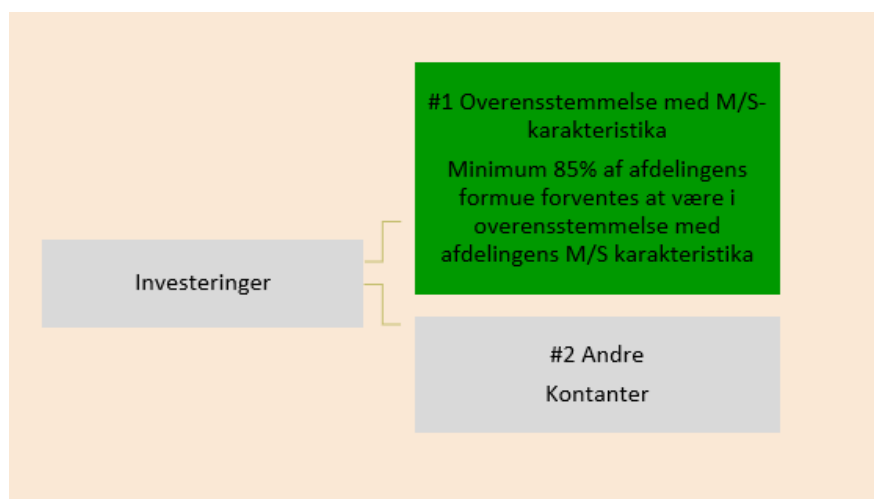 #1 Overensstemmelse med M/S-
karakteristika
Minimum 85% af afdelingens
formue forventes at være i
overensstemmelse med
afdelingens M/S karakteristika
Investeringer
#2 Andre
Kontanter